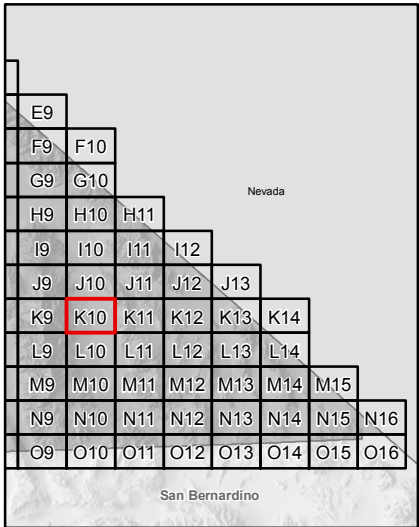 E9
F9 F10
G9 G10
Nevada
H9 H10 H11
I9 I10 I11 I12
J9 J10 J11 J12 J13
K9 K10 K11 K12 K13 K14
L9 L10 L11 L12 L13 L14
M9 M10 M11 M12 M13 M14 M15
N9 N10 N11 N12 N13 N14 N15 N16
O9 O10 O11 O12 O13 O14 O15 O16
San Bernardino